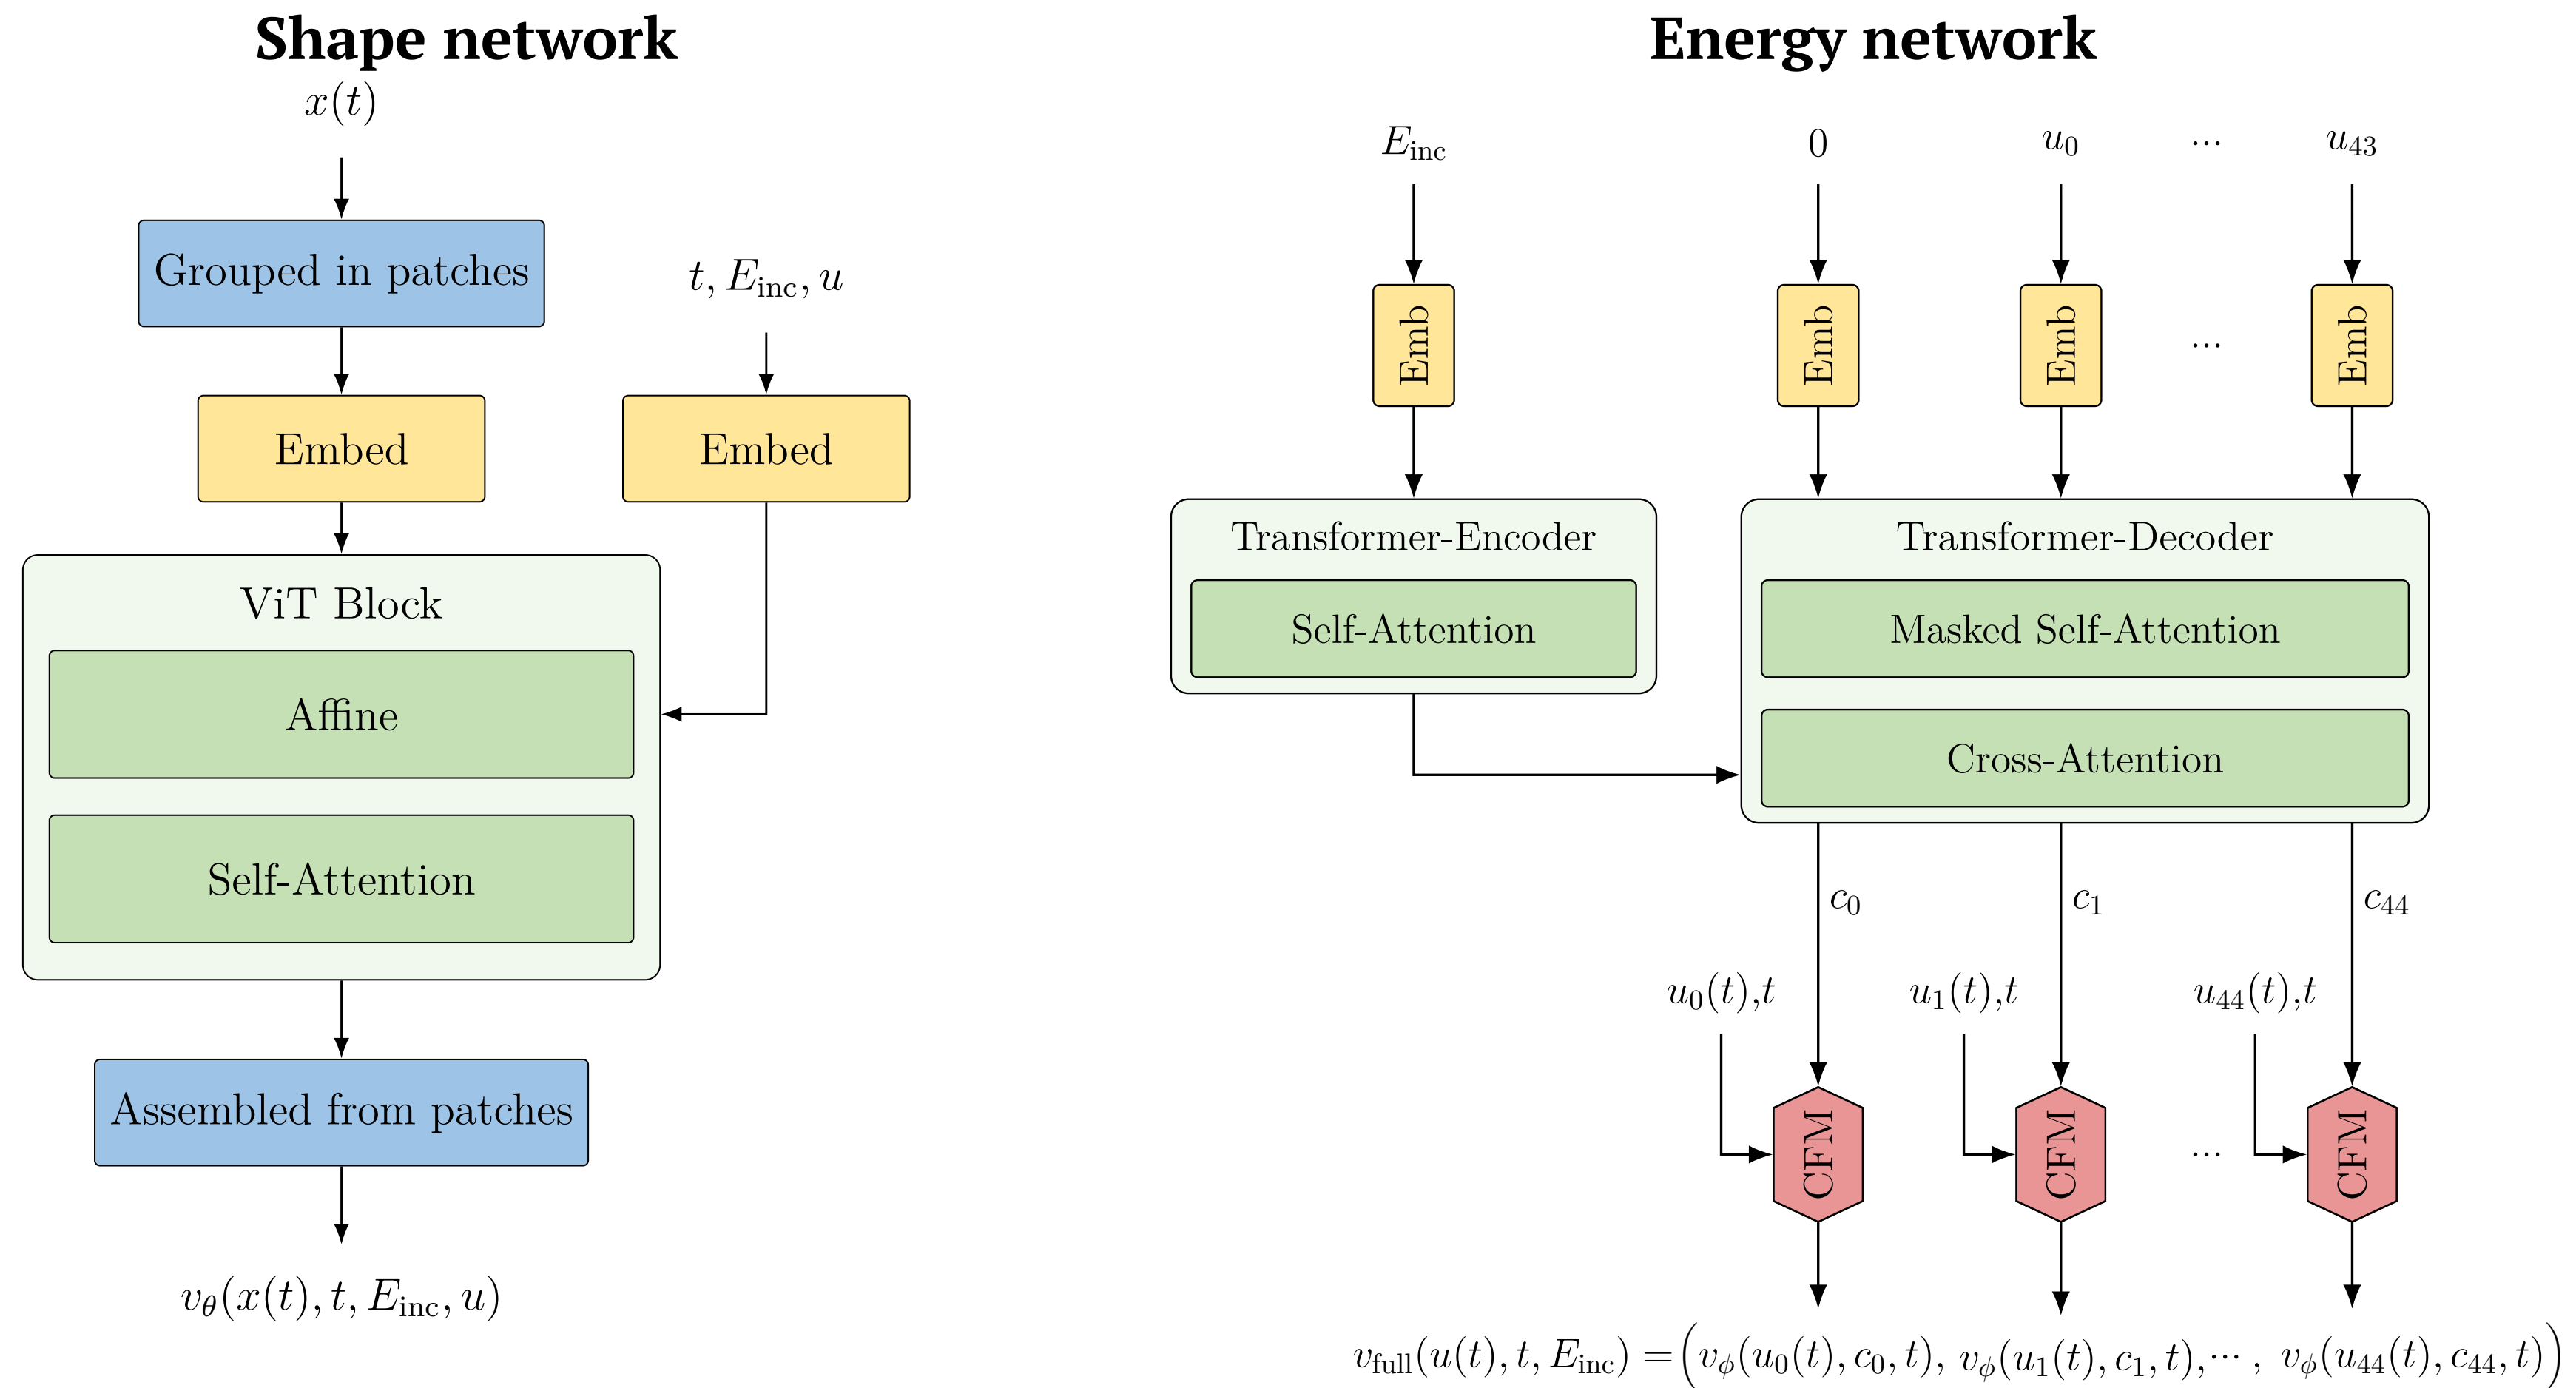 Shape network
x(t)
Grouped in patches
t, E_inc, u
Embed
Embed
ViT Block
Affine
Self-Attention
Assembled from patches
v_θ(x(t), t, E_inc, u)
Energy network
E_inc 0 u_0 ... u_43
Emb Emb Emb ... Emb
Transformer-Encoder
Self-Attention
Transformer-Decoder
Masked Self-Attention
Cross-Attention
c_0 c_1 c_44
u_0(t),t u_1(t),t u_44(t),t
CFM CFM ... CFM
v_full(u(t), t, E_inc) = (v_ϕ(u_0(t), c_0, t), v_ϕ(u_1(t), c_1, t), ⋯ , v_ϕ(u_44(t), c_44, t))